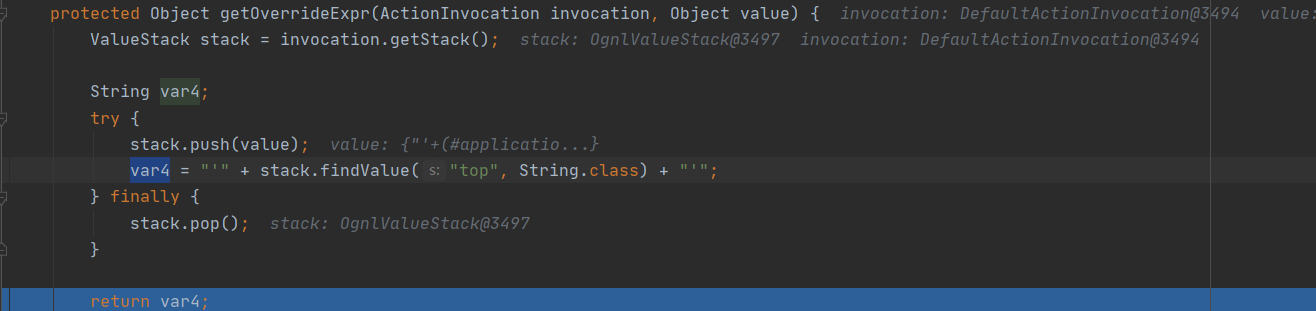 protected Object getOverrideExpr(ActionInvocation invocation, Object value) { invocation: DefaultActionInvocation@3494 value:
ValueStack stack = invocation.getStack(); stack: OgnlValueStack@3497 invocation: DefaultActionInvocation@3494
String var4;
try {
stack.push(value); value: {"'+(#applicatio...}
var4 = "'" + stack.findValue( s: "top", String.class) + "'";
} finally {
stack.pop(); stack: OgnlValueStack@3497
}
return var4;